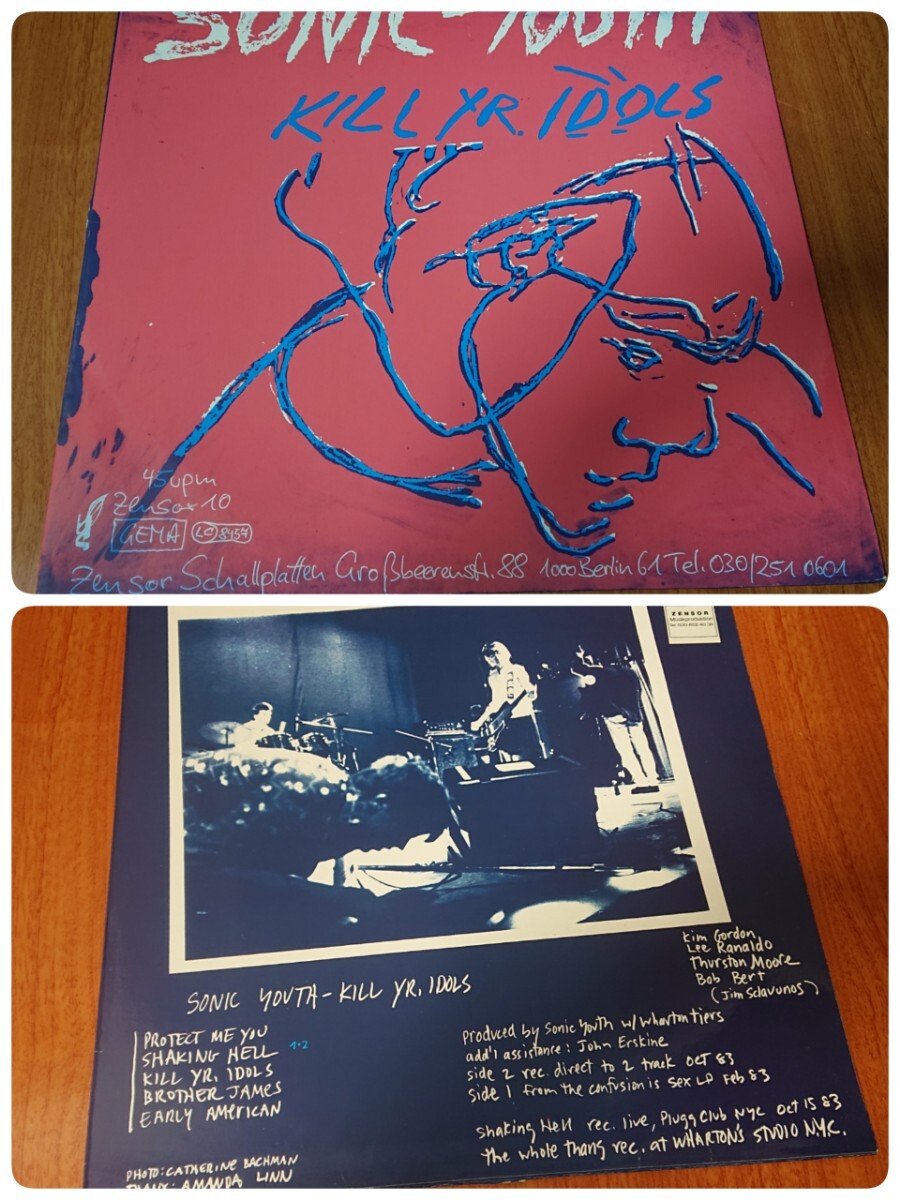 SONIC-YOUTH
KILL YR. IDOLS
45 upm
Zensor 10
GEMA LC 8457
Zensor Schallplatten Großbeerenstr. 88 1000 Berlin 61 Tel. 030/251 0601
ZENSOR
Musikproduktion
Kim Gordon
Lee Ranaldo
Thurston Moore
Bob Bert
(Jim Sclavunos)
SONIC YOUTH - KILL YR. IDOLS
PROTECT ME YOU
SHAKING HELL 1+2
KILL YR. IDOLS
BROTHER JAMES
EARLY AMERICAN
produced by Sonic Youth w/ Wharton tiers
add'l assistance: John Erskine
side 2 rec. direct to 2 track OCT 83
side 1 from the confusion is sex LP Feb 83
Shaking Hell rec. live, Plugg Club NYC Oct 15 83
the whole thang rec. at WHARTON'S STUDIO NYC.
PHOTO: CATHERINE BACHMAN
AMANDA LINN